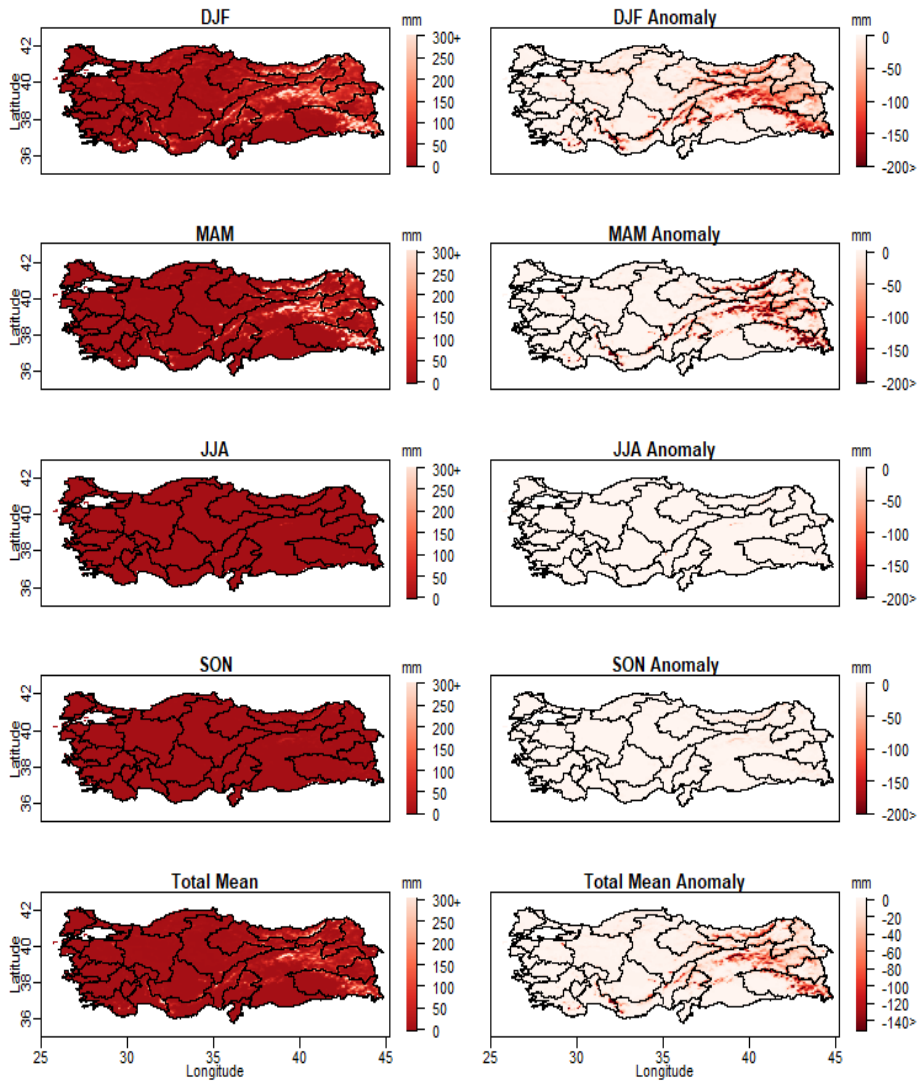 DJF
mm
Latitude
42
40
38
36
300+
250
200
150
100
50
0
DJF Anomaly
mm
0
-50
-100
-150
-200>
MAM
mm
Latitude
42
40
38
36
300+
250
200
150
100
50
0
MAM Anomaly
mm
0
-50
-100
-150
-200>
JJA
mm
Latitude
42
40
38
36
300+
250
200
150
100
50
0
JJA Anomaly
mm
0
-50
-100
-150
-200>
SON
mm
Latitude
42
40
38
36
300+
250
200
150
100
50
0
SON Anomaly
mm
0
-50
-100
-150
-200>
Total Mean
mm
Latitude
42
40
38
36
300+
250
200
150
100
50
0
25 30 35 40 45
Longitude
Total Mean Anomaly
mm
0
-20
-40
-60
-80
-100
-120
-140>
25 30 35 40 45
Longitude